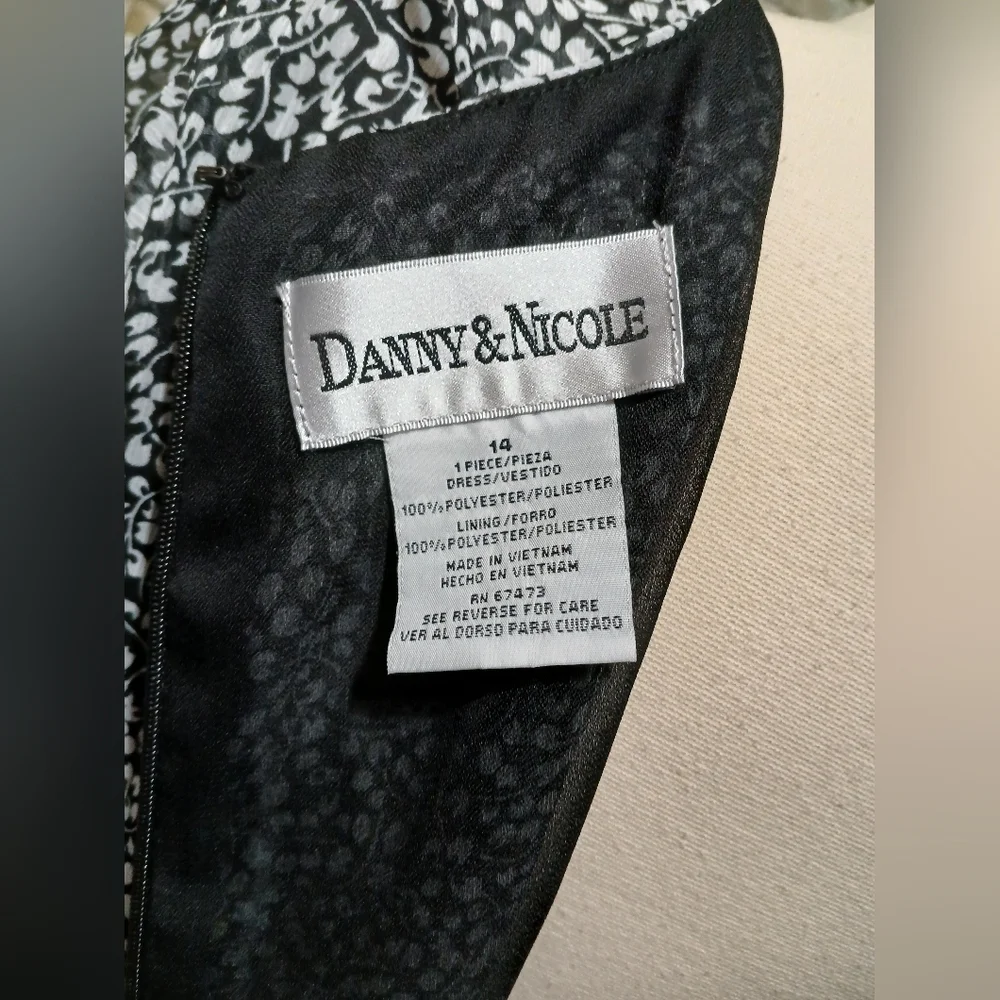 DANNY&NICOLE
14
1 PIECE/PIEZA
DRESS/VESTIDO
100%POLYESTER/POLIESTER
LINING/FORRO
100%POLYESTER/POLIESTER
MADE IN VIETNAM
HECHO EN VIETNAM
RN 67473
SEE REVERSE FOR CARE
VER AL DORSO PARA CUIDADO